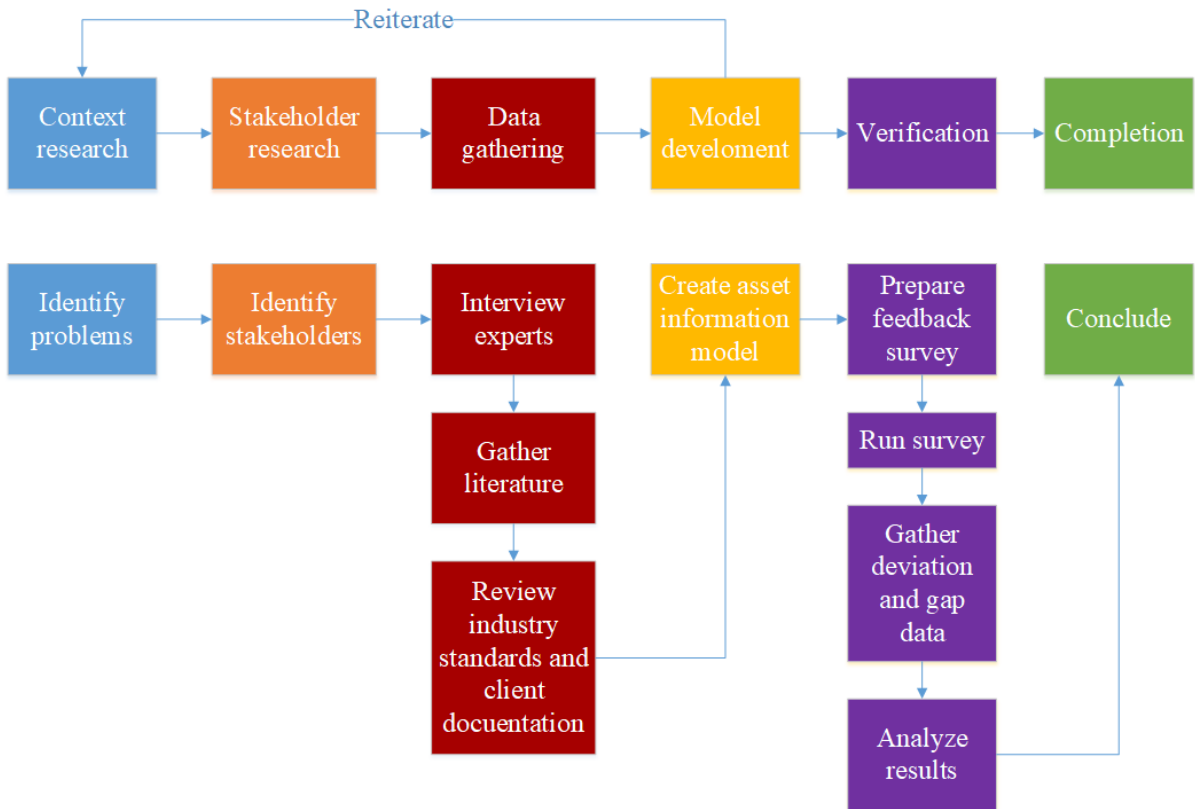 Reiterate
Context
research
Stakeholder
research
Data
gathering
Model
develoment
Verification
Completion
Identify
problems
Identify
stakeholders
Interview
experts
Create asset
information
model
Prepare
feedback
survey
Conclude
Gather
literature
Run survey
Review
industry
standards and
client
docuentation
Gather
deviation
and gap
data
Analyze
results